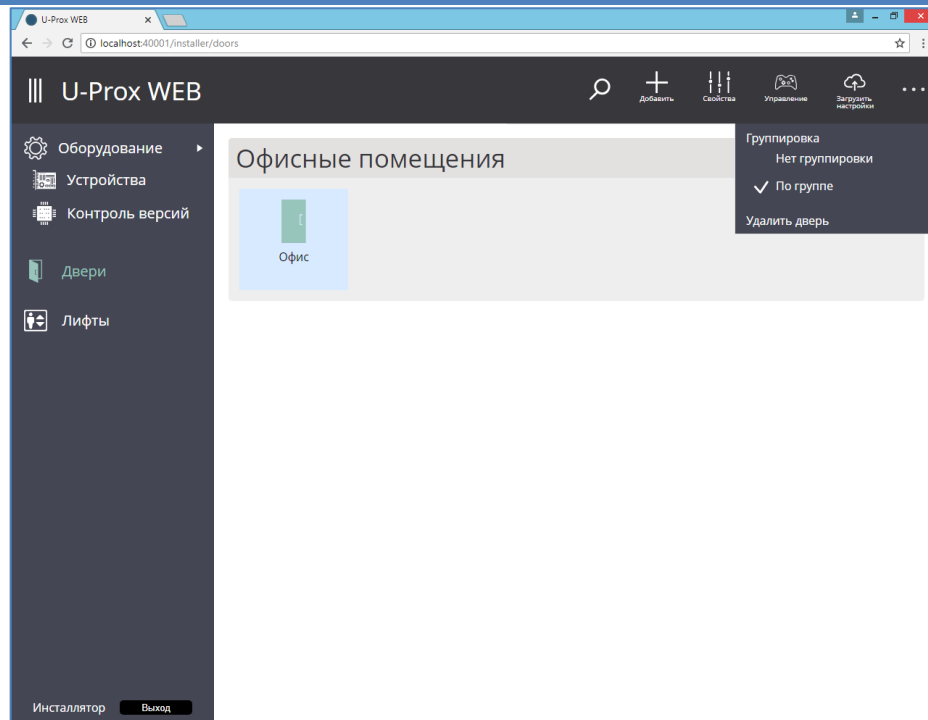 U-Prox WEB
localhost:40001/installer/doors
U-Prox WEB
Добавить
Свойства
Управление
Загрузить
настройки
Оборудование
Устройства
Контроль версий
Двери
Лифты
Офисные помещения
Офис
Группировка
Нет группировки
По группе
Удалить дверь
Инсталлятор
Выход